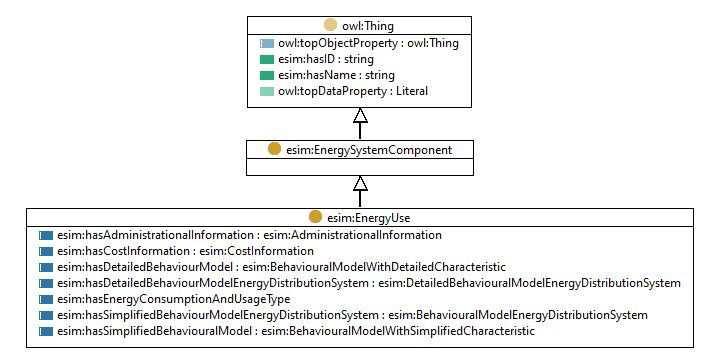 owl:Thing
owl:topObjectProperty : owl:Thing
esim:hasID : string
esim:hasName : string
owl:topDataProperty : Literal
esim:EnergySystemComponent
esim:EnergyUse
esim:hasAdministrationalInformation : esim:AdministrationalInformation
esim:hasCostInformation : esim:CostInformation
esim:hasDetailedBehaviourModel : esim:BehaviouralModelWithDetailedCharacteristic
esim:hasDetailedBehaviourModelEnergyDistributionSystem : esim:DetailedBehaviouralModelEnergyDistributionSystem
esim:hasEnergyConsumptionAndUsageType
esim:hasSimplifiedBehaviourModelEnergyDistributionSystem : esim:BehaviouralModelEnergyDistributionSystem
esim:hasSimplifiedBehaviouralModel : esim:BehaviouralModelWithSimplifiedCharacteristic